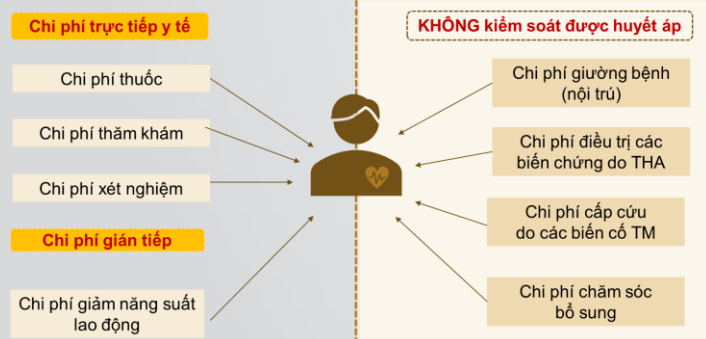 Chi phí trực tiếp y tế
Chi phí thuốc
Chi phí thăm khám
Chi phí xét nghiệm
Chi phí gián tiếp
Chi phí giảm năng suất
lao động
KHÔNG kiểm soát được huyết áp
Chi phí giường bệnh
(nội trú)
Chi phí điều trị các
biến chứng do THA
Chi phí cấp cứu
do các biến cố TM
Chi phí chăm sóc
bổ sung